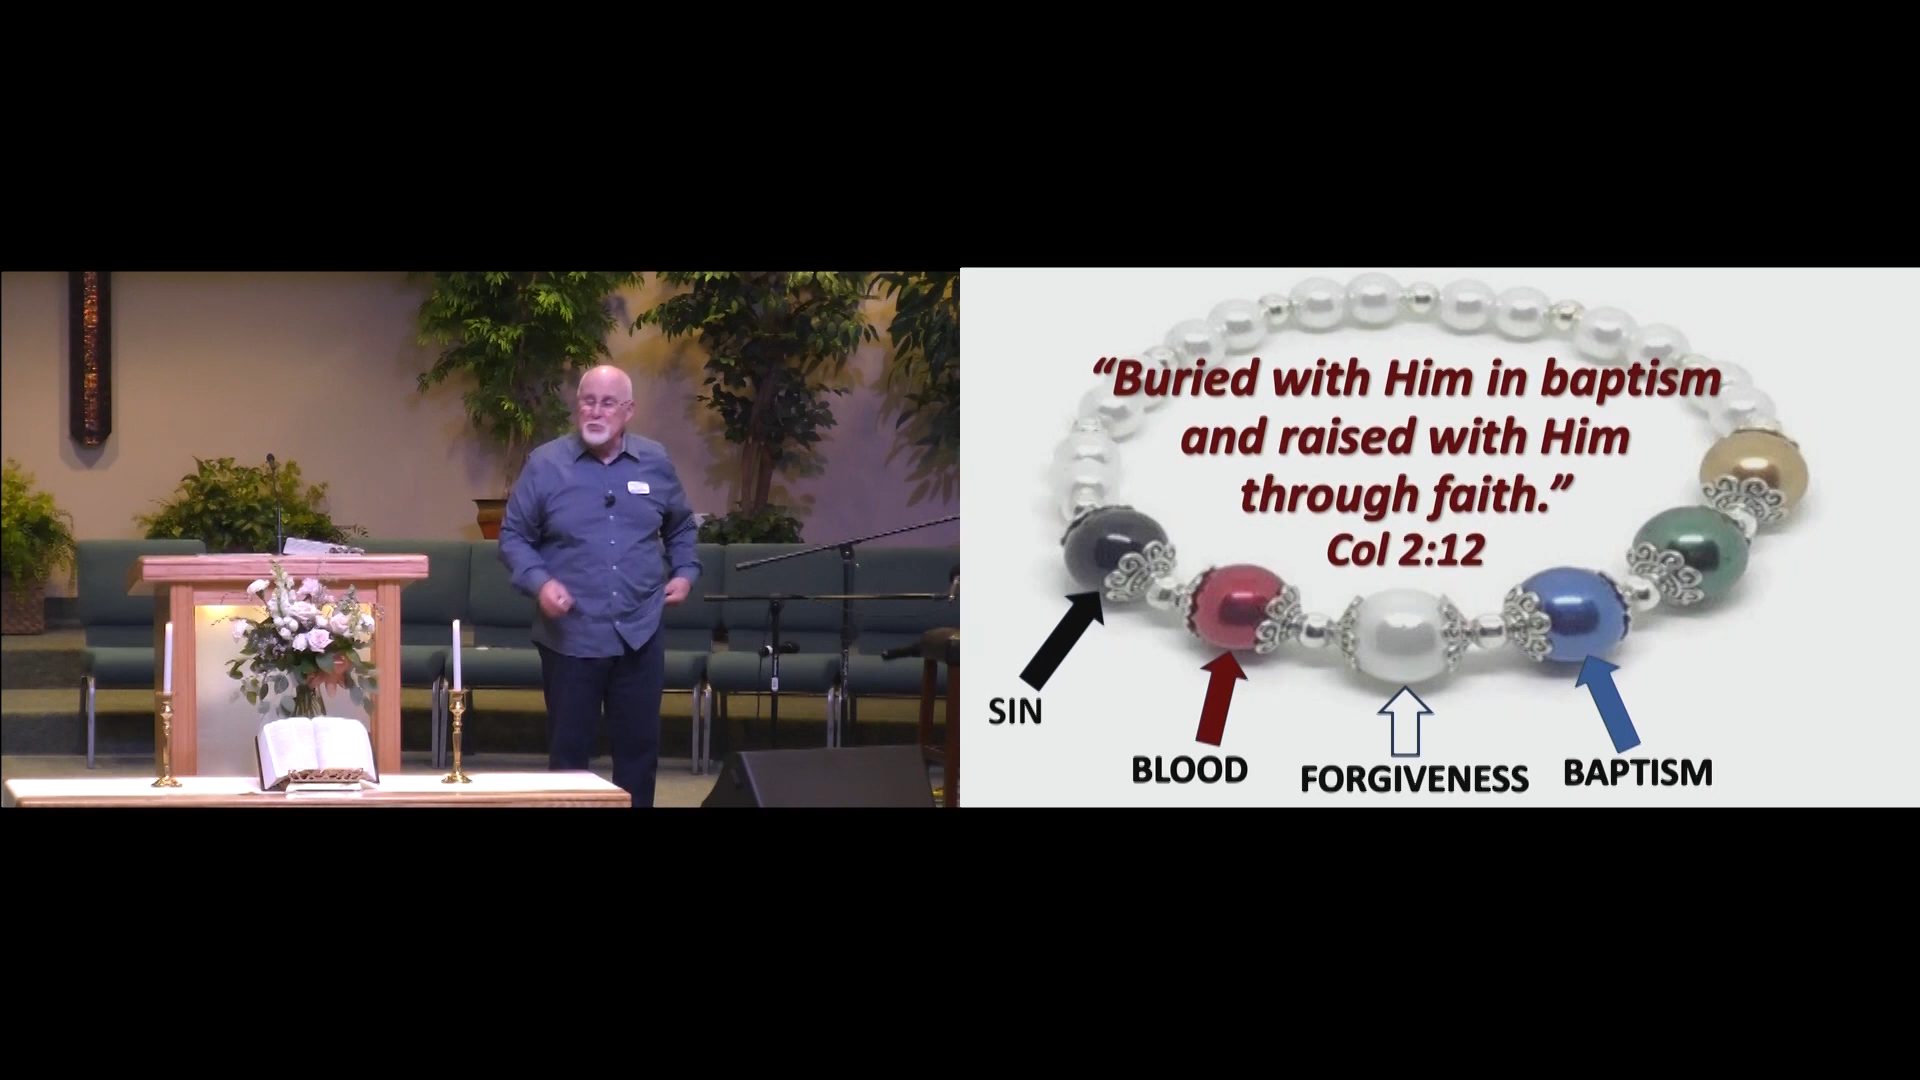 “Buried with Him in baptism
and raised with Him
through faith.”
Col 2:12
SIN
BLOOD
FORGIVENESS
BAPTISM